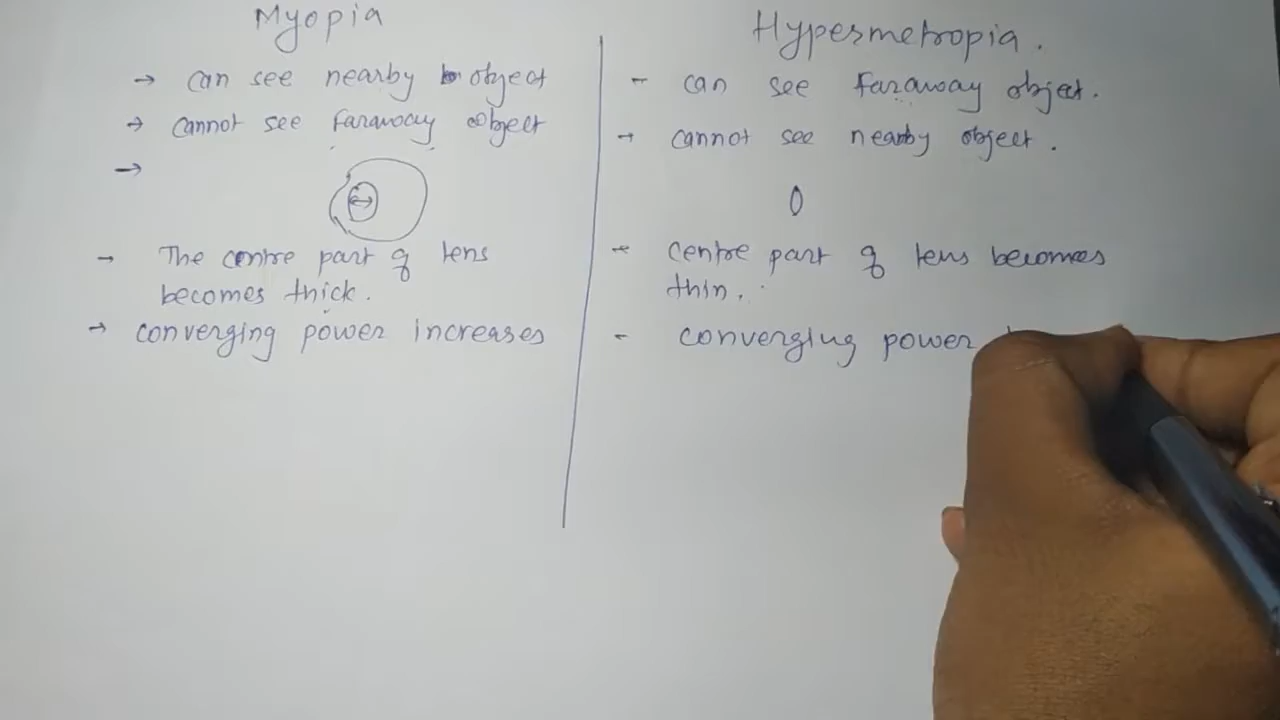 Myopia
→ can see nearby object
→ cannot see faraway object
→
→ The centre part of lens
becomes thick.
→ converging power increases
Hypermetropia.
- can see faraway object.
→ cannot see nearby object.
- centre part of lens becomes
thin.
- converging power